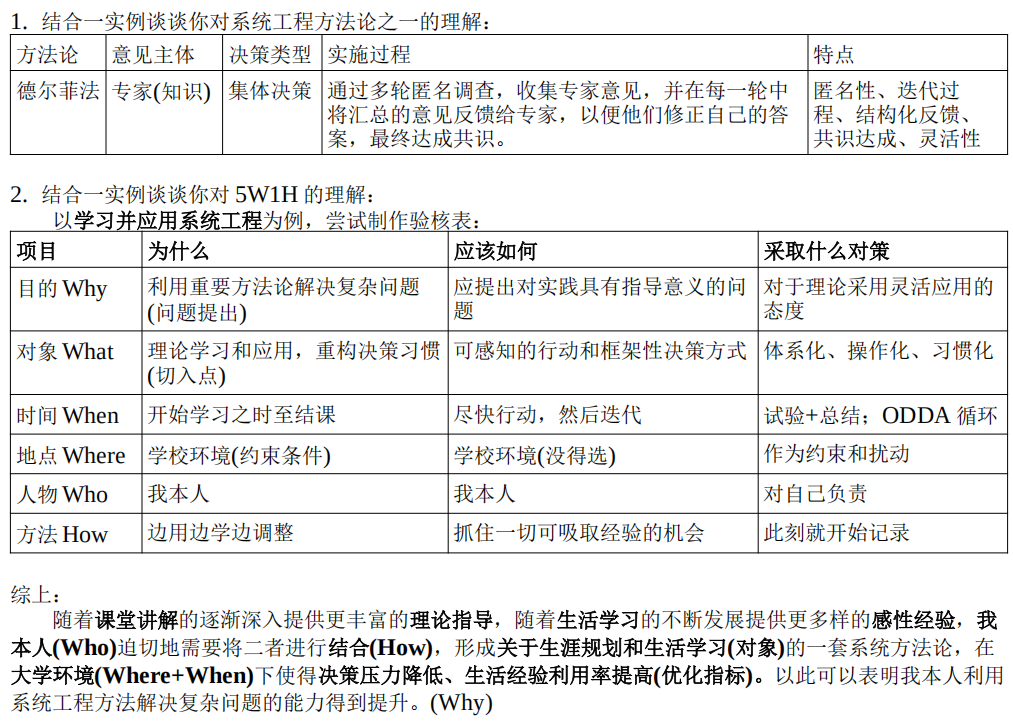 1. 结合一实例谈谈你对系统工程方法论之一的理解：
方法论 意见主体 决策类型 实施过程 特点
德尔菲法 专家(知识) 集体决策 通过多轮匿名调查，收集专家意见，并在每一轮中 匿名性、迭代过
将汇总的意见反馈给专家，以便他们修正自己的答 程、结构化反馈、
案，最终达成共识。 共识达成、灵活性
2. 结合一实例谈谈你对 5W1H 的理解：
以学习并应用系统工程为例，尝试制作验核表：
项目 为什么 应该如何 采取什么对策
目的 Why 利用重要方法论解决复杂问题 应提出对实践具有指导意义的问 对于理论采用灵活应用的
(问题提出) 题 态度
对象 What 理论学习和应用，重构决策习惯 可感知的行动和框架性决策方式 体系化、操作化、习惯化
(切入点)
时间 When 开始学习之时至结课 尽快行动，然后迭代 试验+总结；ODDA 循环
地点 Where 学校环境(约束条件) 学校环境(没得选) 作为约束和扰动
人物 Who 我本人 我本人 对自己负责
方法 How 边用边学边调整 抓住一切可吸取经验的机会 此刻就开始记录
综上：
随着课堂讲解的逐渐深入提供更丰富的理论指导，随着生活学习的不断发展提供更多样的感性经验，我
本人(Who)迫切地需要将二者进行结合(How)，形成关于生涯规划和生活学习(对象)的一套系统方法论，在
大学环境(Where+When)下使得决策压力降低、生活经验利用率提高(优化指标)。以此可以表明我本人利用
系统工程方法解决复杂问题的能力得到提升。(Why)